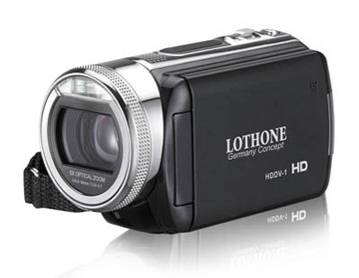 LOTHONE
Germany Concept
HDDV-1 HD
5X OPTICAL ZOOM